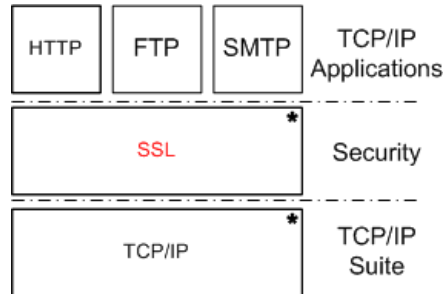 HTTP
FTP
SMTP
TCP/IP
Applications
*
SSL
Security
*
TCP/IP
TCP/IP
Suite